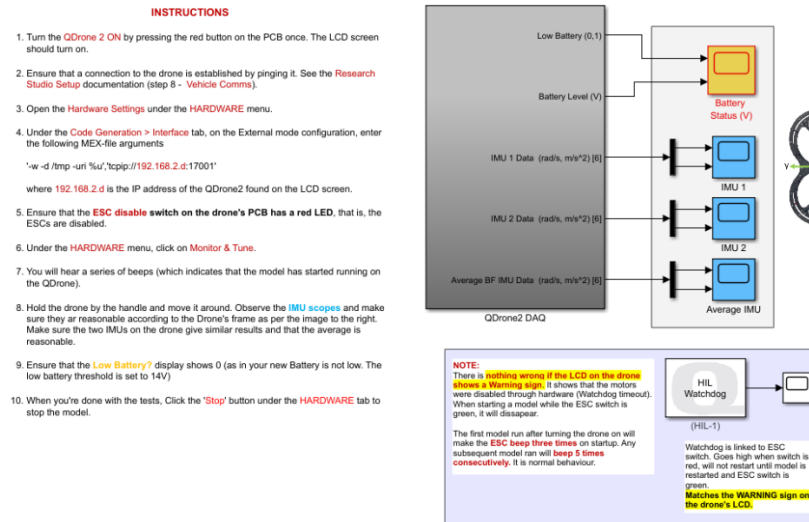 INSTRUCTIONS
1. Turn the QDrone 2 ON by pressing the red button on the PCB once. The LCD screen
should turn on.
2. Ensure that a connection to the drone is established by pinging it. See the Research
Studio Setup documentation (step 8 - Vehicle Comms).
3. Open the Hardware Settings under the HARDWARE menu.
4. Under the Code Generation > Interface tab, on the External mode configuration, enter
the following MEX-file arguments
'-w -d /tmp -uri %u','tcpip://192.168.2.d:17001'
where 192.168.2.d is the IP address of the QDrone2 found on the LCD screen.
5. Ensure that the ESC disable switch on the drone's PCB has a red LED, that is, the
ESCs are disabled.
6. Under the HARDWARE menu, click on Monitor & Tune.
7. You will hear a series of beeps (which indicates that the model has started running on
the QDrone).
8. Hold the drone by the handle and move it around. Observe the IMU scopes and make
sure they ar reasonable according to the Drone's frame as per the image to the right.
Make sure the two IMUs on the drone give similar results and that the average is
reasonable.
9. Ensure that the Low Battery? display shows 0 (as in your new Battery is not low. The
low battery threshold is set to 14V)
10. When you're done with the tests, Click the 'Stop' button under the HARDWARE tab to
stop the model.
Low Battery (0,1)
Battery Level (V)
IMU 1 Data (rad/s, m/s^2) [6]
IMU 2 Data (rad/s, m/s^2) [6]
Average BF IMU Data (rad/s, m/s^2) [6]
QDrone2 DAQ
Battery
Status (V)
IMU 1
IMU 2
Average IMU
y
NOTE:
There is nothing wrong if the LCD on the drone
shows a Warning sign. It shows that the motors
were disabled through hardware (Watchdog timeout).
When starting a model while the ESC switch is
green, it will dissapear.
The first model run after turning the drone on will
make the ESC beep three times on startup. Any
subsequent model ran will beep 5 times
consecutively. It is normal behaviour.
HIL
Watchdog
(HIL-1)
Watchdog is linked to ESC
switch. Goes high when switch is
red, will not restart until model is
restarted and ESC switch is
green.
Matches the WARNING sign on
the drone's LCD.